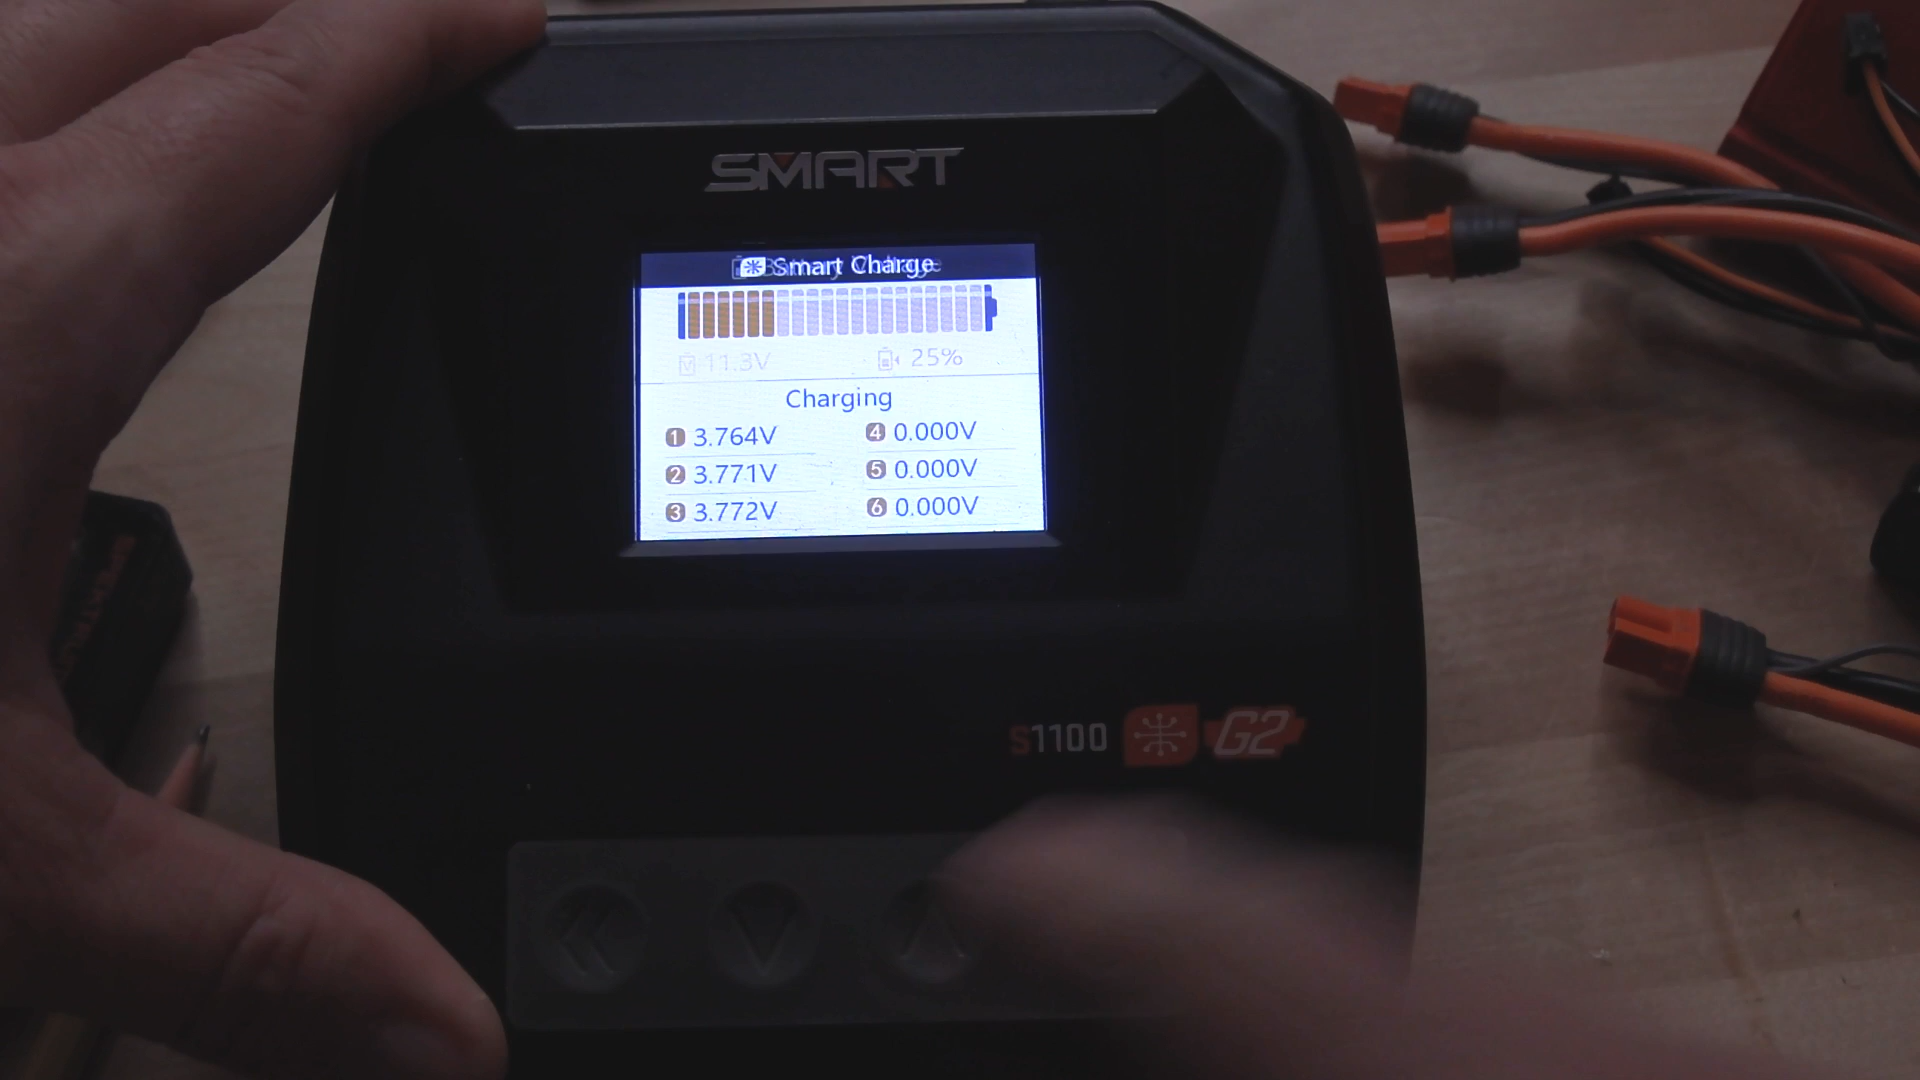 SMART
Smart Charge
11.3V 25%
Charging
1 3.764V 4 0.000V
2 3.771V 5 0.000V
3 3.772V 6 0.000V
S1100 G2
SPEKTRUM